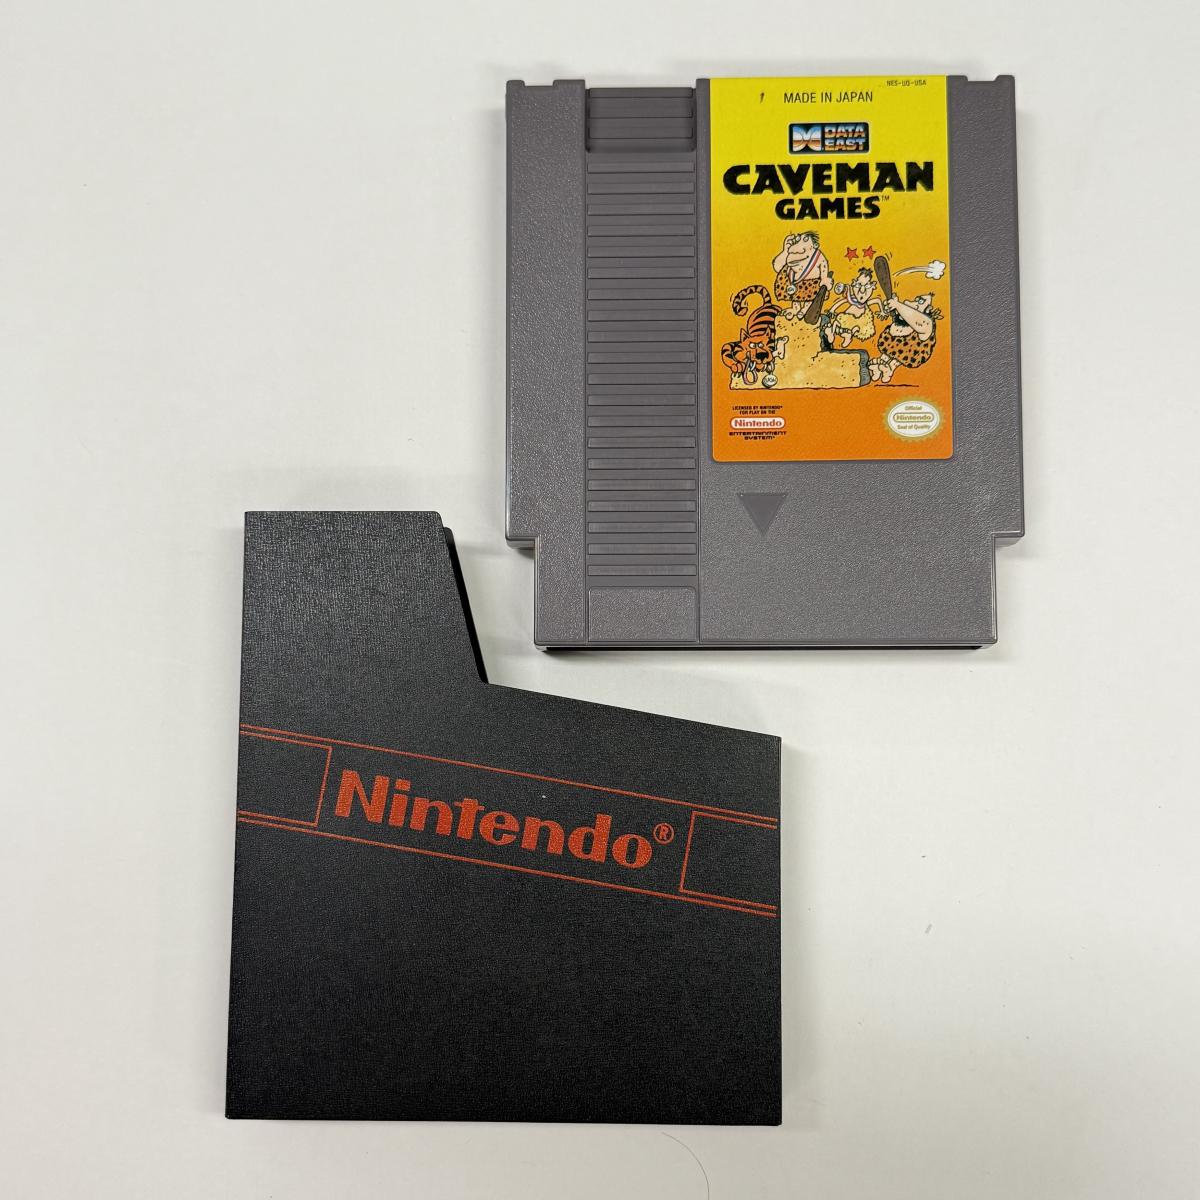 NES-UO-USA
MADE IN JAPAN
DATA
EAST
CAVEMAN
GAMES™
LICENSED BY NINTENDO®
FOR PLAY ON THE
Nintendo
ENTERTAINMENT
SYSTEM®
Official
Nintendo
Seal of Quality
Nintendo®